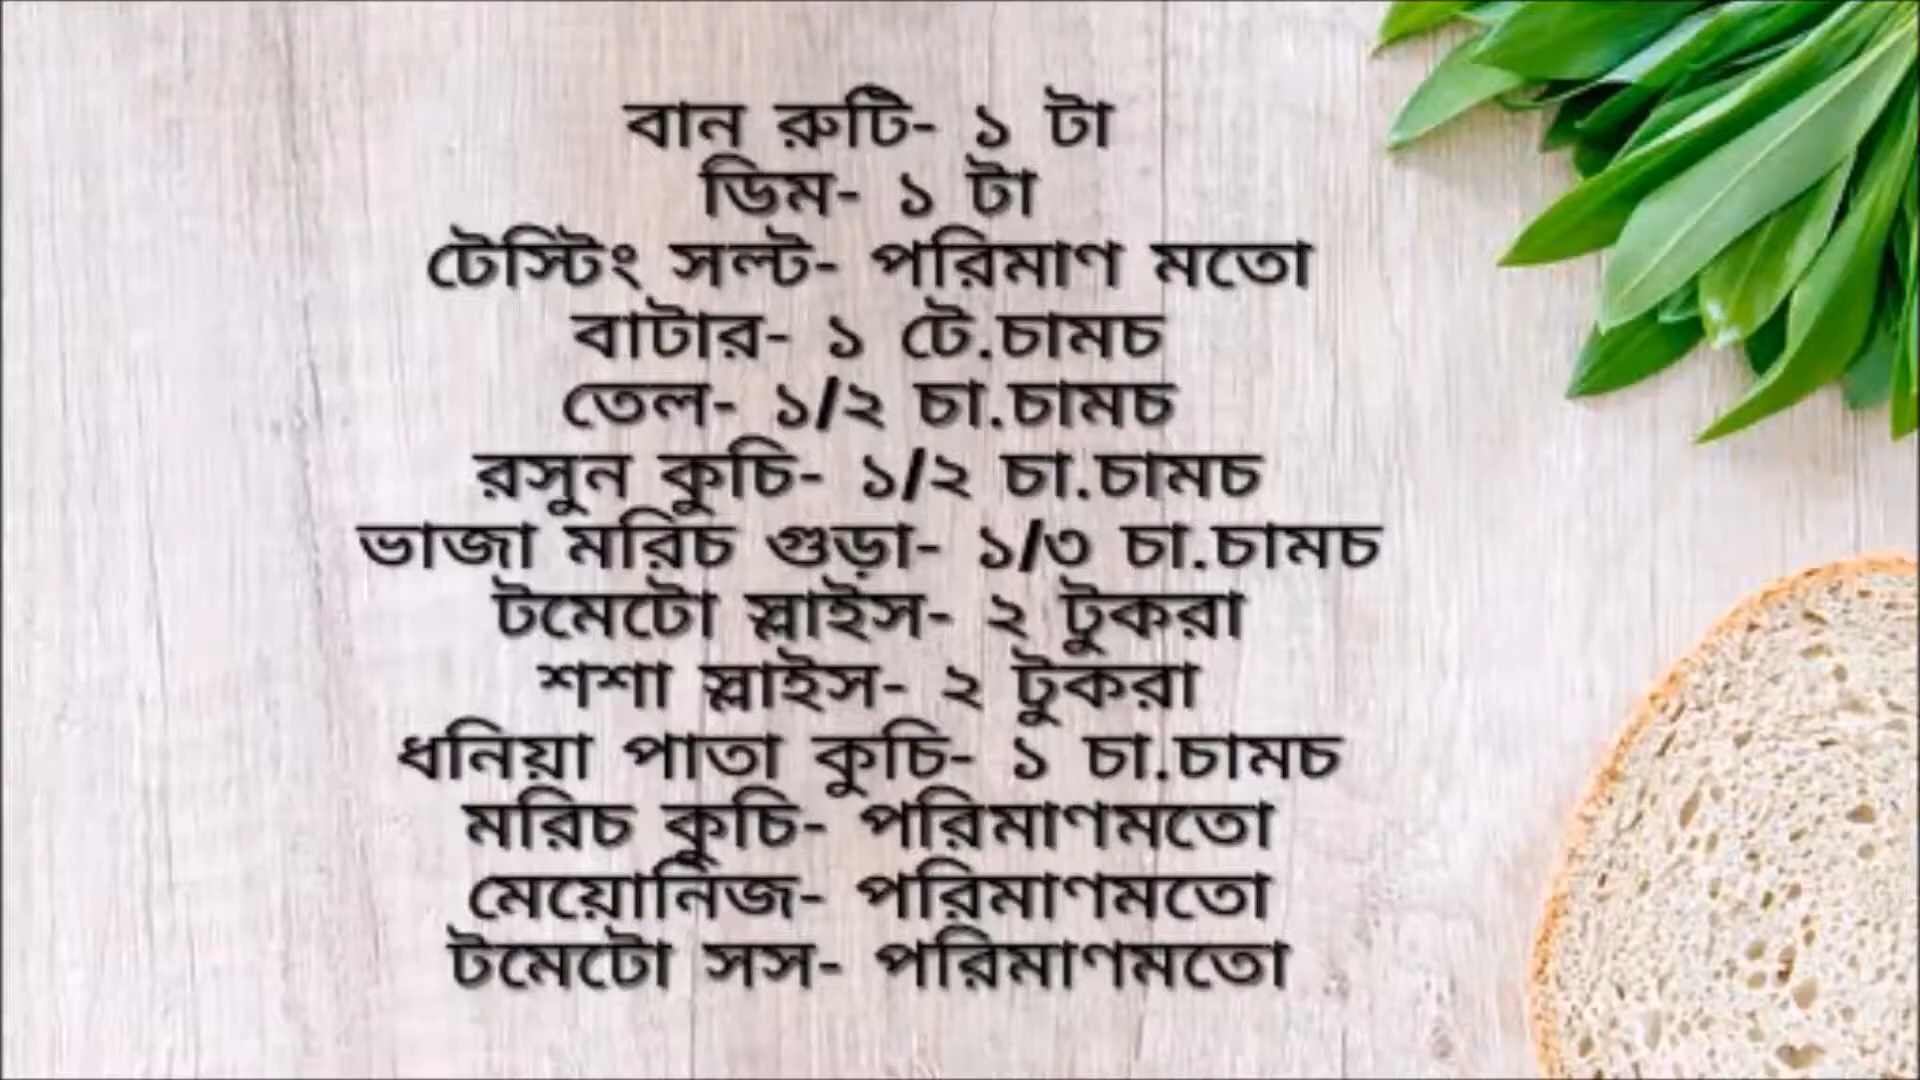 বান রুটি- ১ টা
ডিম- ১ টা
টেস্টিং সল্ট- পরিমাণ মতো
বাটার- ১ টে.চামচ
তেল- ১/২ চা.চামচ
রসুন কুচি- ১/২ চা.চামচ
ভাজা মরিচ গুড়া- ১/৩ চা.চামচ
টমেটো স্লাইস- ২ টুকরা
শশা স্লাইস- ২ টুকরা
ধনিয়া পাতা কুচি- ১ চা.চামচ
মরিচ কুচি- পরিমাণমতো
মেয়োনিজ- পরিমাণমতো
টমেটো সস- পরিমাণমতো